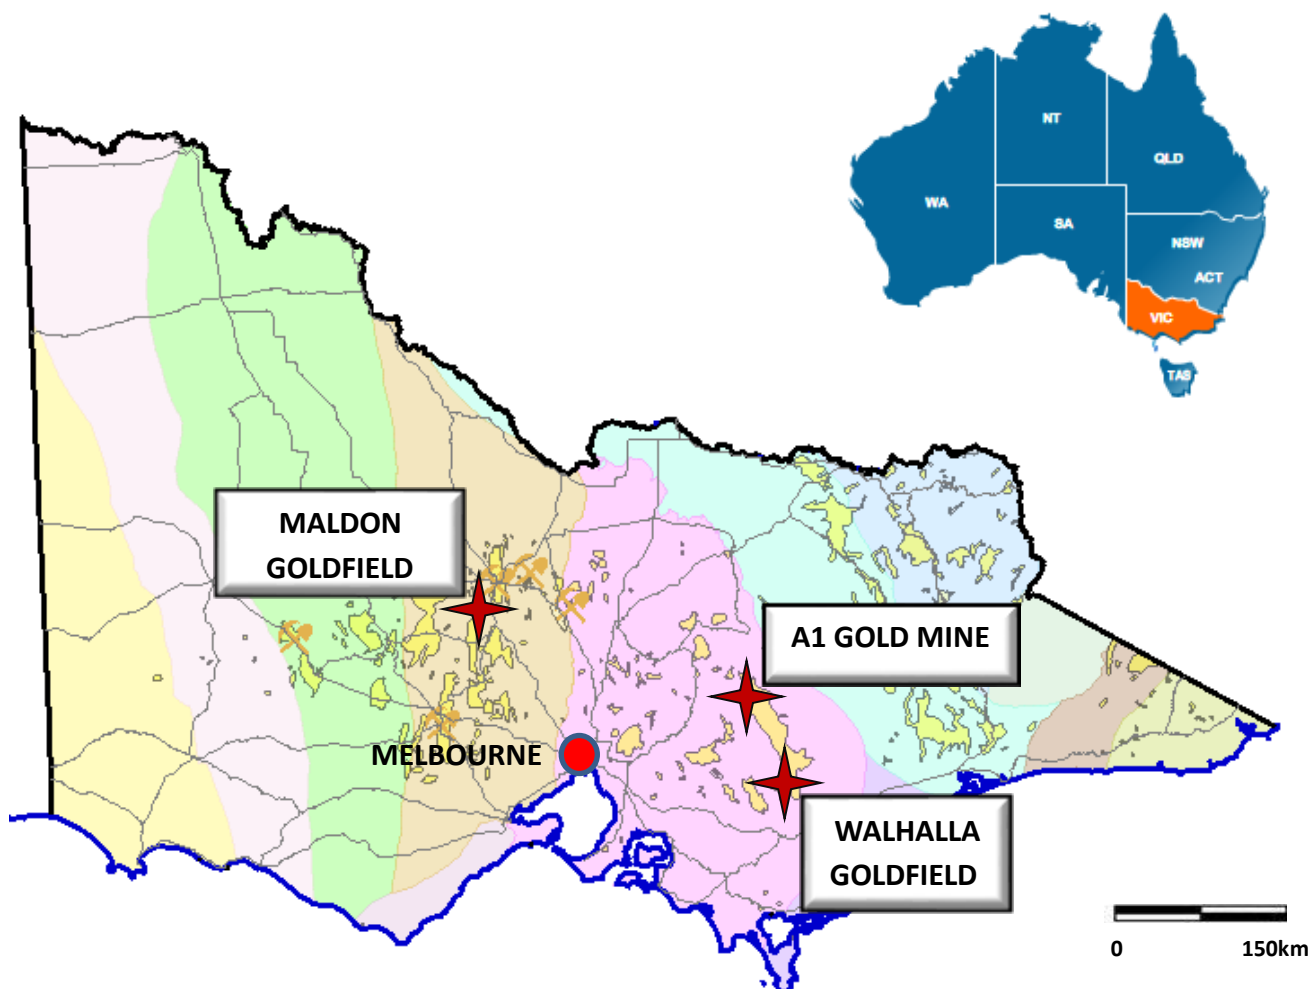 NT
QLD
WA
SA
NSW
ACT
VIC
TAS
MALDON
GOLDFIELD
A1 GOLD MINE
MELBOURNE
WALHALLA
GOLDFIELD
0 150km